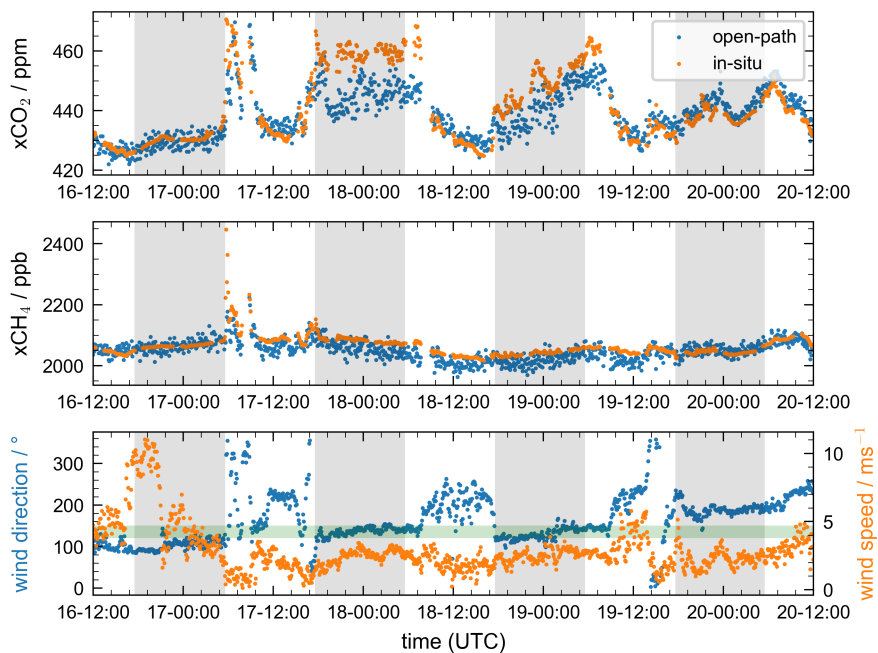 460
440
420
xCO₂ / ppm
open-path
in-situ
16-12:00 17-00:00 17-12:00 18-00:00 18-12:00 19-00:00 19-12:00 20-00:00 20-12:00
2400
2200
2000
xCH₄ / ppb
16-12:00 17-00:00 17-12:00 18-00:00 18-12:00 19-00:00 19-12:00 20-00:00 20-12:00
300
200
100
0
wind direction / °
10
5
0
wind speed / ms⁻¹
16-12:00 17-00:00 17-12:00 18-00:00 18-12:00 19-00:00 19-12:00 20-00:00 20-12:00
time (UTC)